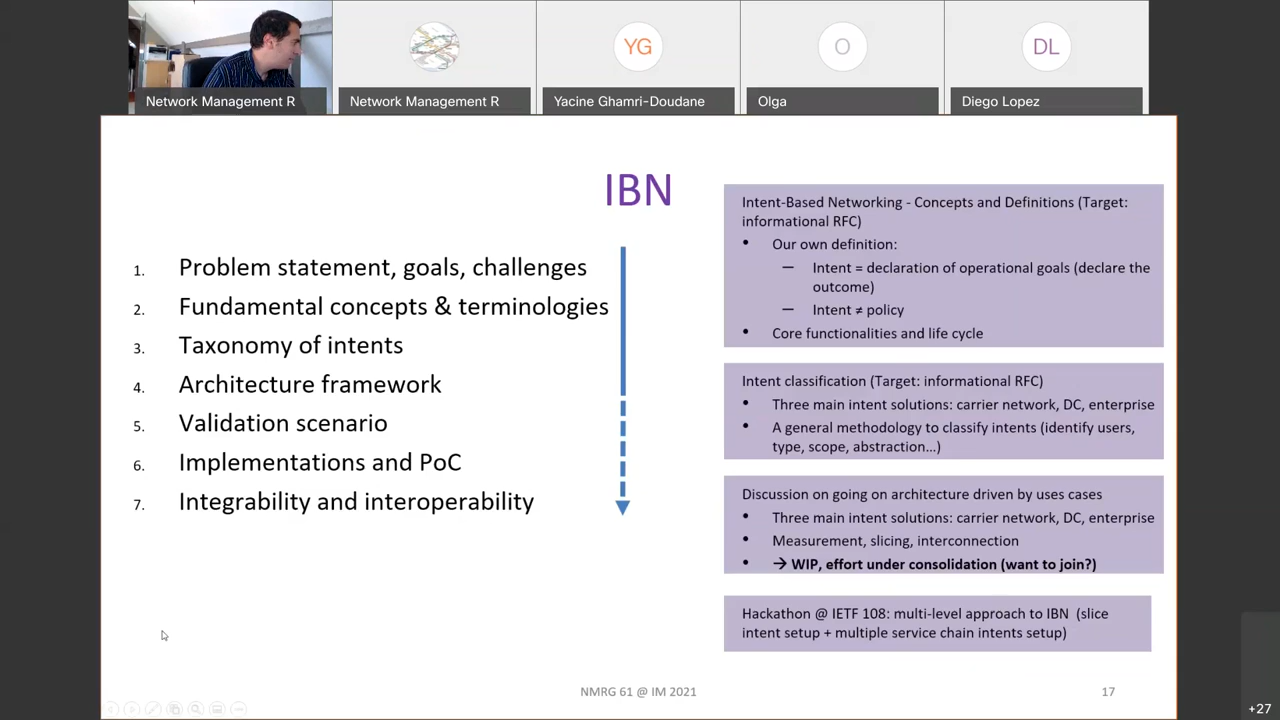 YG
O
DL
Network Management R
Network Management R
Yacine Ghamri-Doudane
Olga
Diego Lopez
IBN
1. Problem statement, goals, challenges
2. Fundamental concepts & terminologies
3. Taxonomy of intents
4. Architecture framework
5. Validation scenario
6. Implementations and PoC
7. Integrability and interoperability
Intent-Based Networking - Concepts and Definitions (Target:
informational RFC)
• Our own definition:
— Intent = declaration of operational goals (declare the
outcome)
— Intent ≠ policy
• Core functionalities and life cycle
Intent classification (Target: informational RFC)
• Three main intent solutions: carrier network, DC, enterprise
• A general methodology to classify intents (identify users,
type, scope, abstraction...)
Discussion on going on architecture driven by uses cases
• Three main intent solutions: carrier network, DC, enterprise
• Measurement, slicing, interconnection
• → WIP, effort under consolidation (want to join?)
Hackathon @ IETF 108: multi-level approach to IBN (slice
intent setup + multiple service chain intents setup)
NMRG 61 @ IM 2021
17
+27